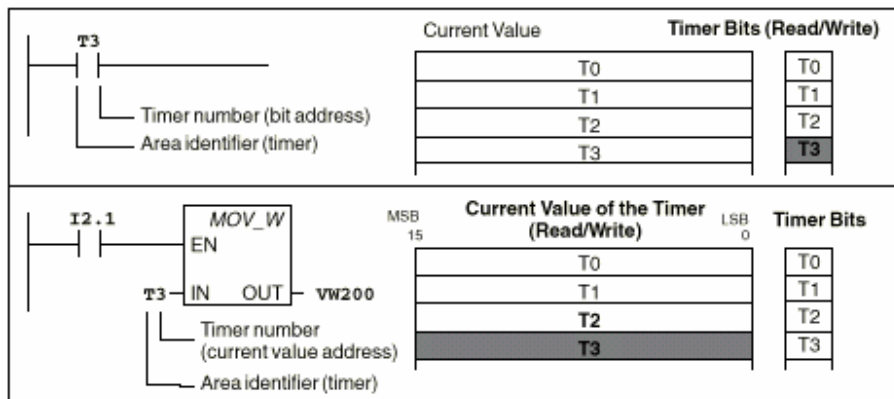 T3
Timer number (bit address)
Area identifier (timer)
Current Value
Timer Bits (Read/Write)
T0
T1
T2
T3
T0
T1
T2
T3
I2.1
MOV_W
EN
T3
IN
OUT
VW200
Timer number
(current value address)
Area identifier (timer)
MSB
15
Current Value of the Timer
(Read/Write)
LSB
0
Timer Bits
T0
T1
T2
T3
T0
T1
T2
T3